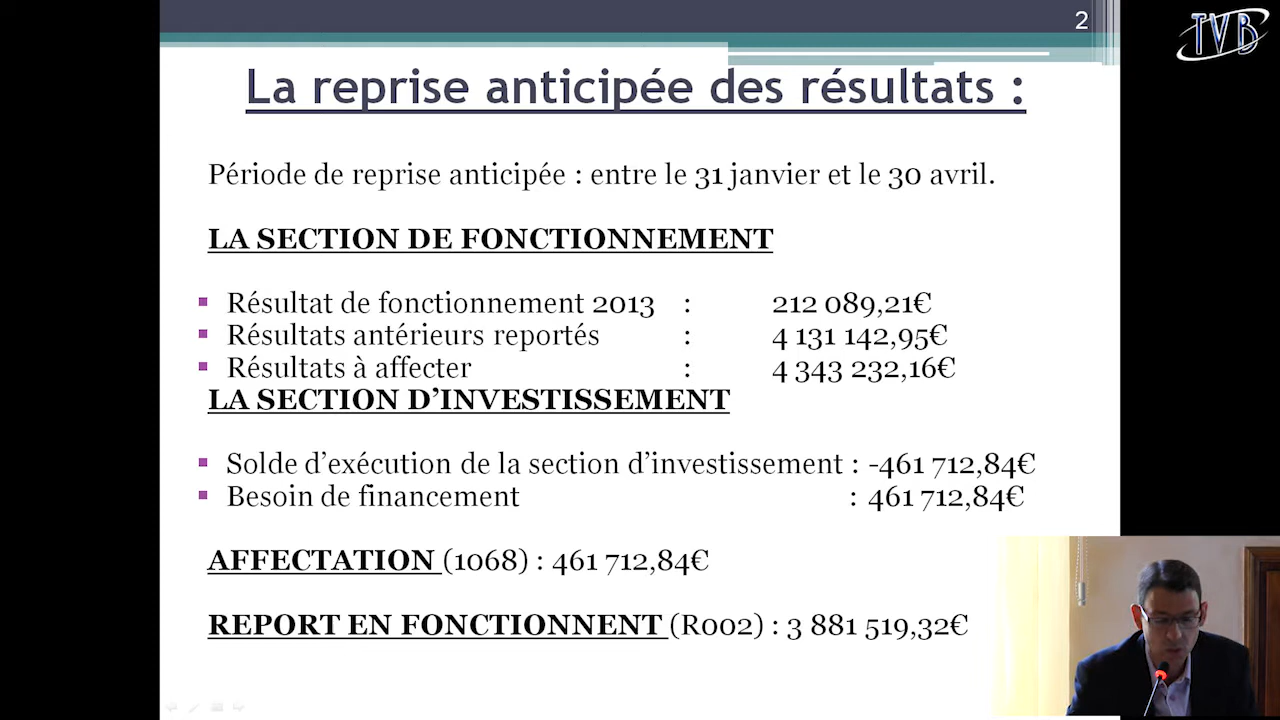 2
TVB
La reprise anticipée des résultats :
Période de reprise anticipée : entre le 31 janvier et le 30 avril.
LA SECTION DE FONCTIONNEMENT
▪ Résultat de fonctionnement 2013 : 212 089,21€
▪ Résultats antérieurs reportés : 4 131 142,95€
▪ Résultats à affecter : 4 343 232,16€
LA SECTION D’INVESTISSEMENT
▪ Solde d’exécution de la section d’investissement : -461 712,84€
▪ Besoin de financement : 461 712,84€
AFFECTATION (1068) : 461 712,84€
REPORT EN FONCTIONNENT (R002) : 3 881 519,32€